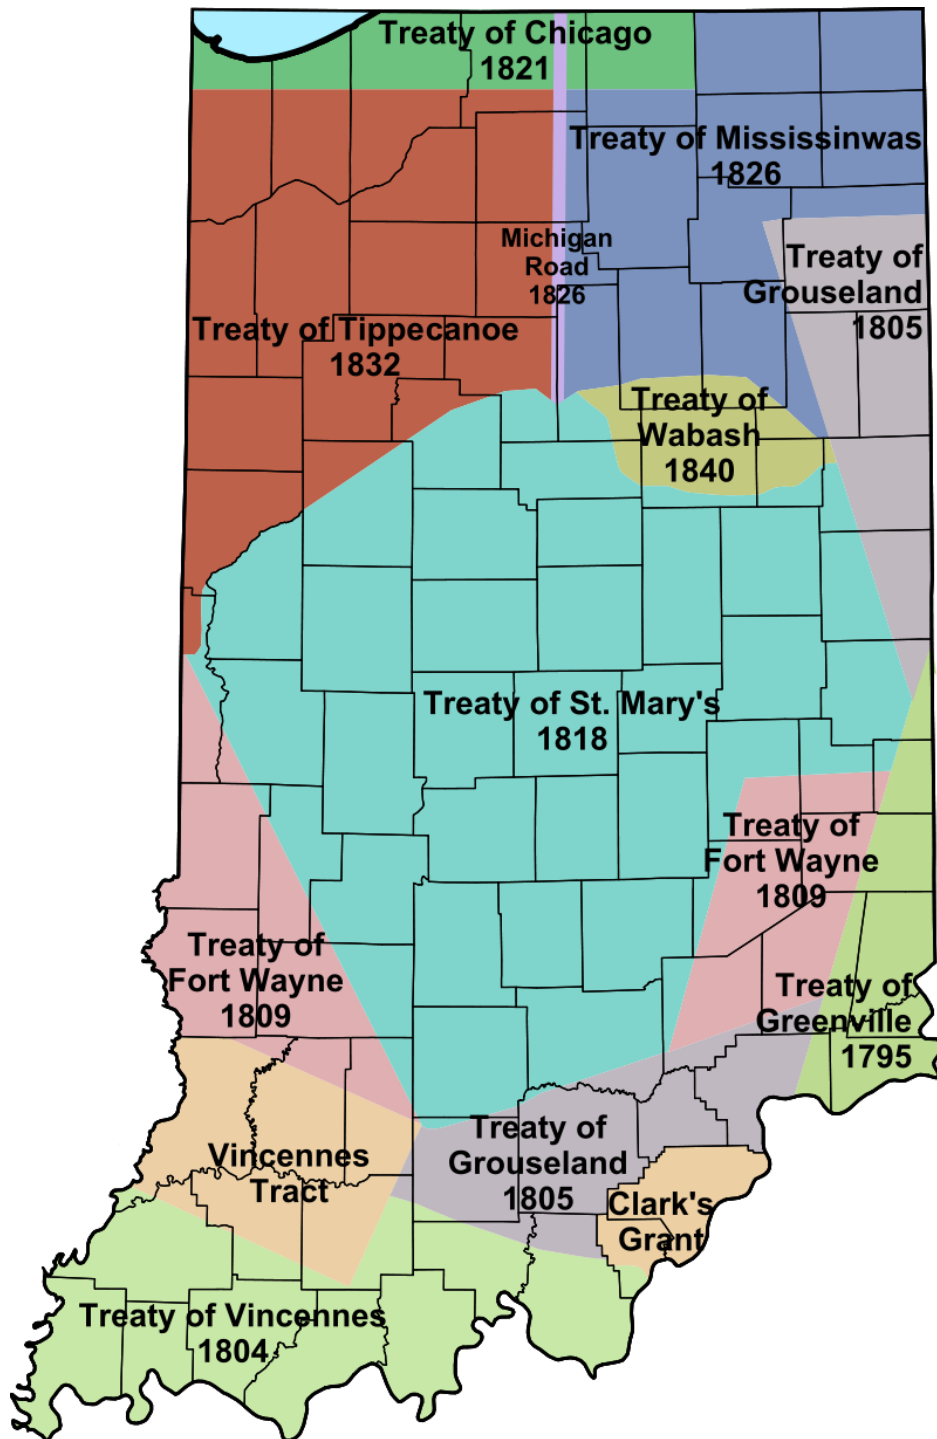 Treaty of Chicago
1821
Treaty of Mississinwas
1826
Michigan
Road
1826
Treaty of
Grouseland
1805
Treaty of Tippecanoe
1832
Treaty of
Wabash
1840
Treaty of St. Mary's
1818
Treaty of
Fort Wayne
1809
Treaty of
Fort Wayne
1809
Treaty of
Greenville
1795
Vincennes
Tract
Treaty of
Grouseland
1805
Clark's
Grant
Treaty of Vincennes
1804